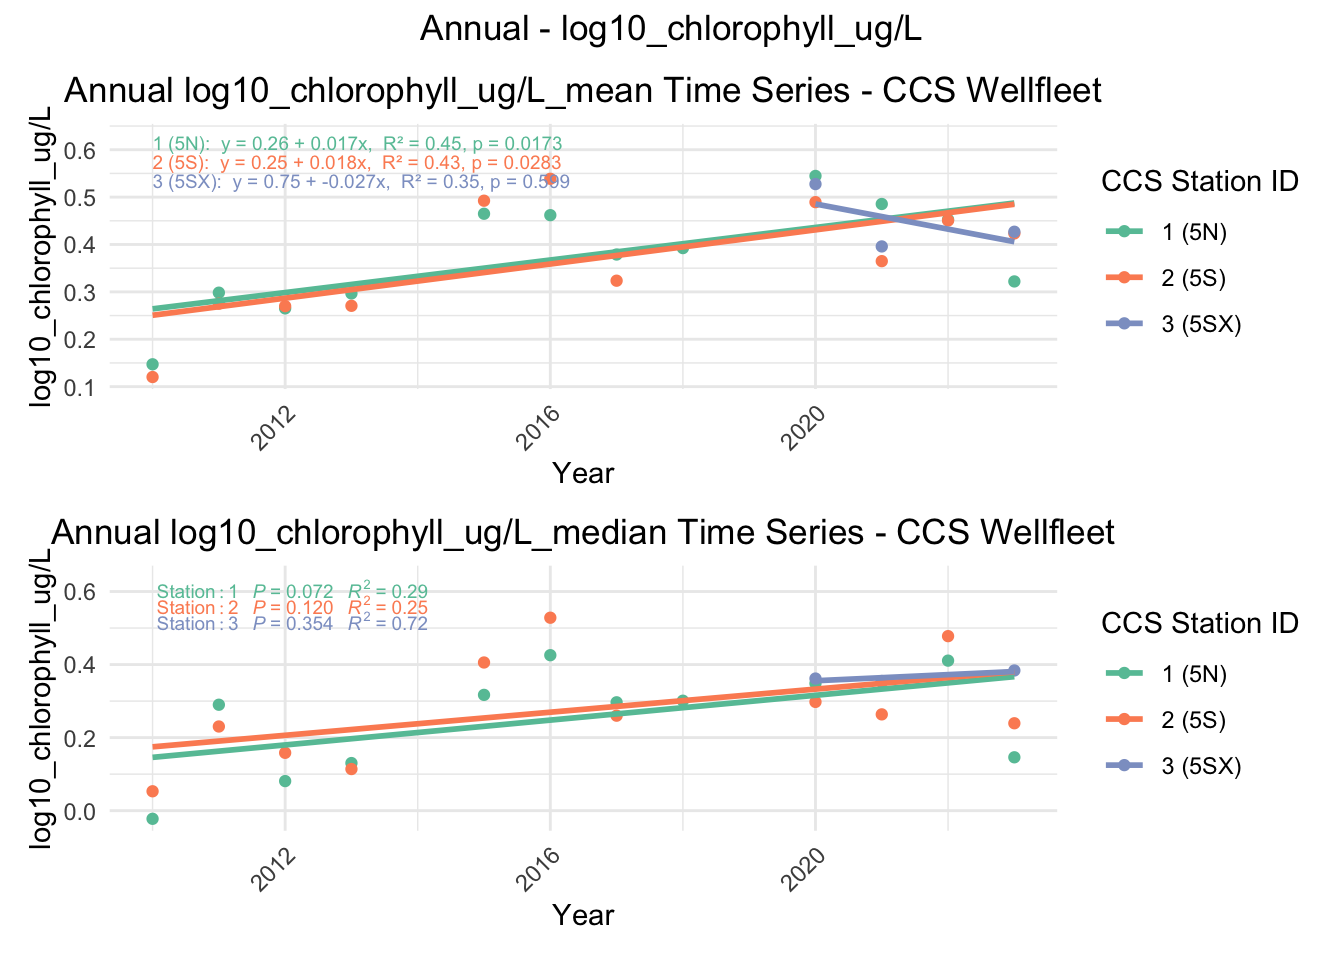 Annual - log10_chlorophyll_ug/L
Annual log10_chlorophyll_ug/L_mean Time Series - CCS Wellfleet
log10_chlorophyll_ug/L
1 (5N):  y = 0.26 + 0.017x,  R² = 0.45, p = 0.0173
2 (5S):  y = 0.25 + 0.018x,  R² = 0.43, p = 0.0283
3 (5SX):  y = 0.75 + -0.027x,  R² = 0.35, p = 0.599
0.6
0.5
0.4
0.3
0.2
0.1
2012
2016
2020
Year
CCS Station ID
1 (5N)
2 (5S)
3 (5SX)
Annual log10_chlorophyll_ug/L_median Time Series - CCS Wellfleet
log10_chlorophyll_ug/L
Station : 1   P = 0.072   R² = 0.29
Station : 2   P = 0.120   R² = 0.25
Station : 3   P = 0.354   R² = 0.72
0.6
0.4
0.2
0.0
2012
2016
2020
Year
CCS Station ID
1 (5N)
2 (5S)
3 (5SX)